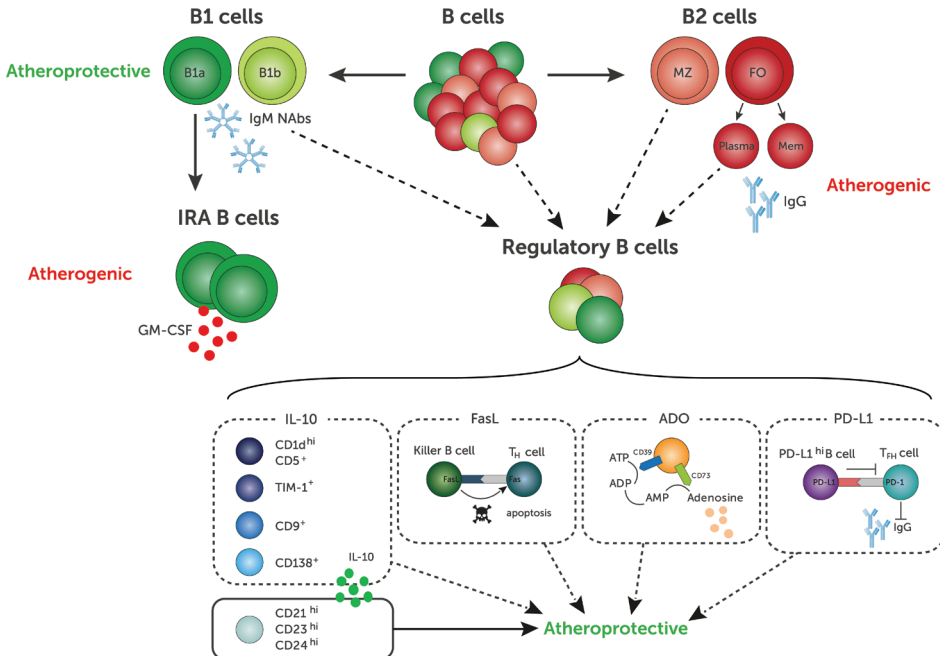 B1 cells
B cells
B2 cells
Atheroprotective
B1a
B1b
MZ
FO
IgM NAbs
Plasma
Mem
IgG
Atherogenic
IRA B cells
Regulatory B cells
Atherogenic
GM-CSF
IL-10
FasL
ADO
PD-L1
CD1d hi
CD5 +
TIM-1+
CD9+
CD138+
Killer B cell
TH cell
FasL
Fas
apoptosis
ATP
CD39
ADP
AMP
CD73
Adenosine
PD-L1 hi B cell
TFH cell
PD-L1
PD-1
IgG
IL-10
CD21 hi
CD23 hi
CD24 hi
Atheroprotective